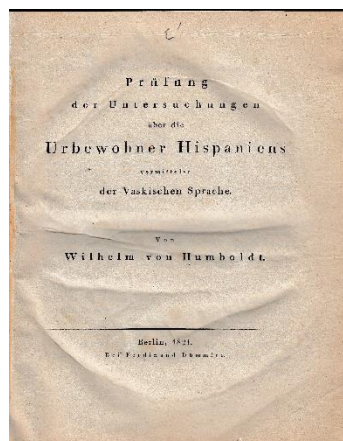 Prüfung
der Untersuchungen
über die
Urbewohner Hispaniens
vermittelst
der Vaskischen Sprache.
Von
Wilhelm von Humboldt.
Berlin, 1821.
Bei Ferdinand Dümmler.